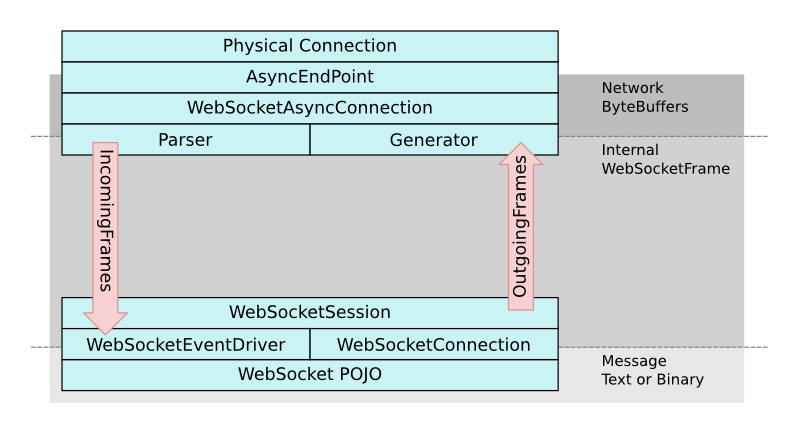 Physical Connection
AsyncEndPoint
WebSocketAsyncConnection
Network
ByteBuffers
Parser
Generator
Internal
WebSocketFrame
IncomingFrames
OutgoingFrames
WebSocketSession
WebSocketEventDriver
WebSocketConnection
WebSocket POJO
Message
Text or Binary